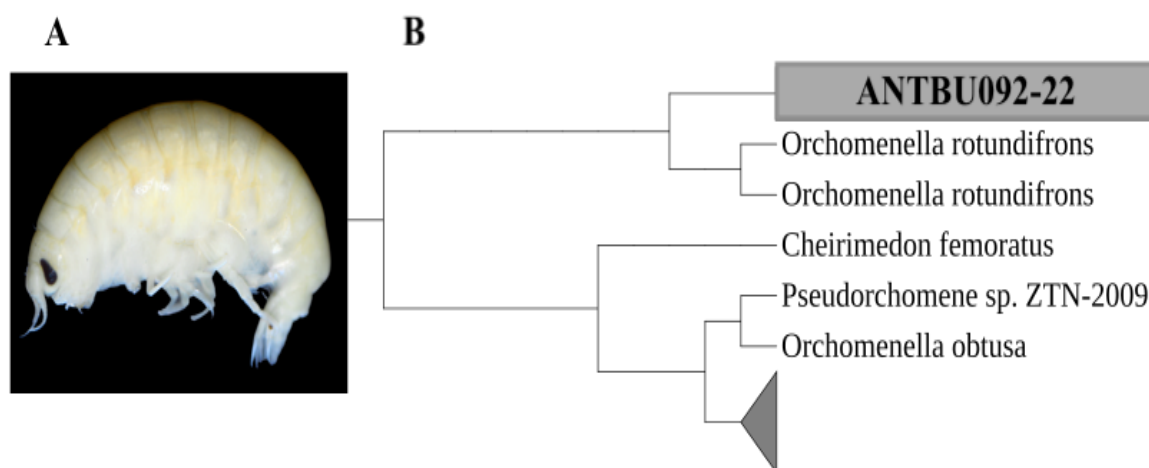 A
B
ANTBU092-22
Orchomenella rotundifrons
Orchomenella rotundifrons
Cheirimedon femoratus
Pseudorchomene sp. ZTN-2009
Orchomenella obtusa